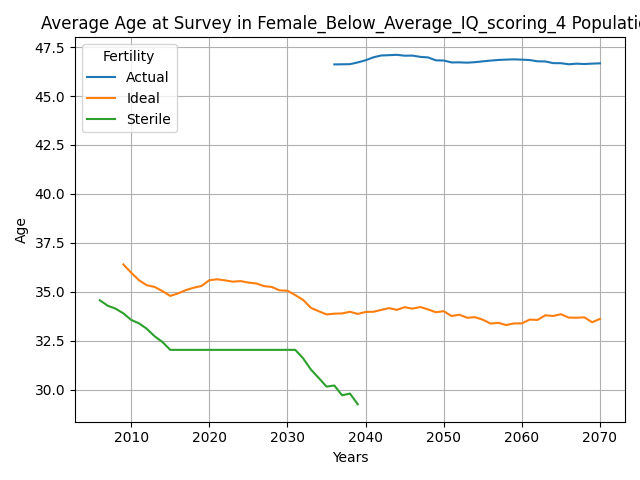 Average Age at Survey in Female_Below_Average_IQ_scoring_4 Populatio
Fertility
Actual
Ideal
Sterile
47.5
45.0
42.5
40.0
37.5
35.0
32.5
30.0
Age
2010 2020 2030 2040 2050 2060 2070
Years